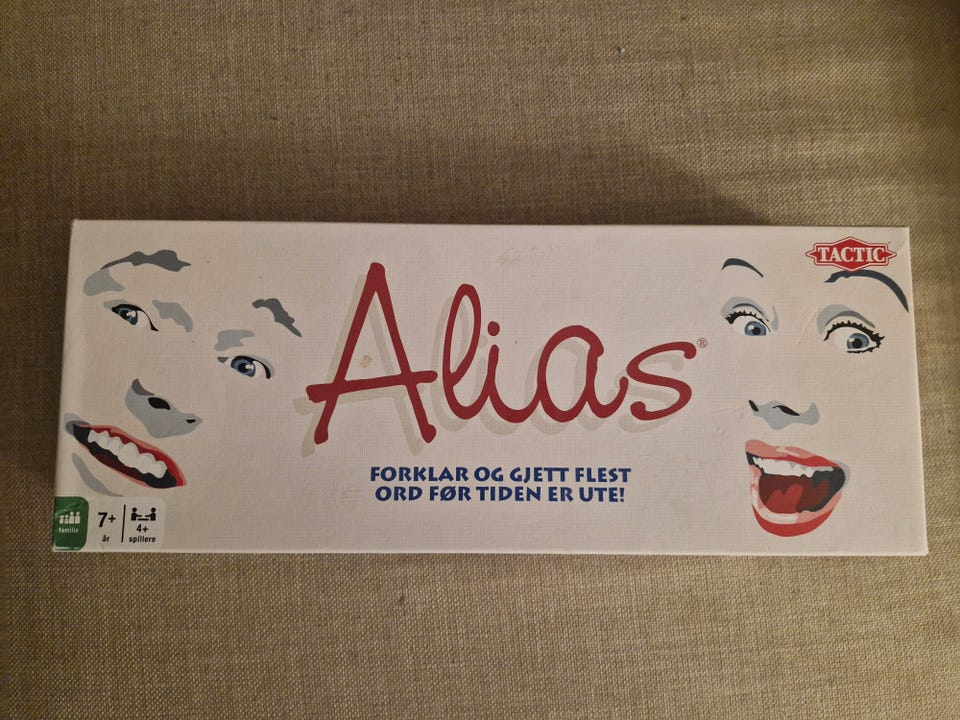 TACTIC
Alias®
FORKLAR OG GJETT FLEST
ORD FØR TIDEN ER UTE!
familie
7+
år
4+
spillere